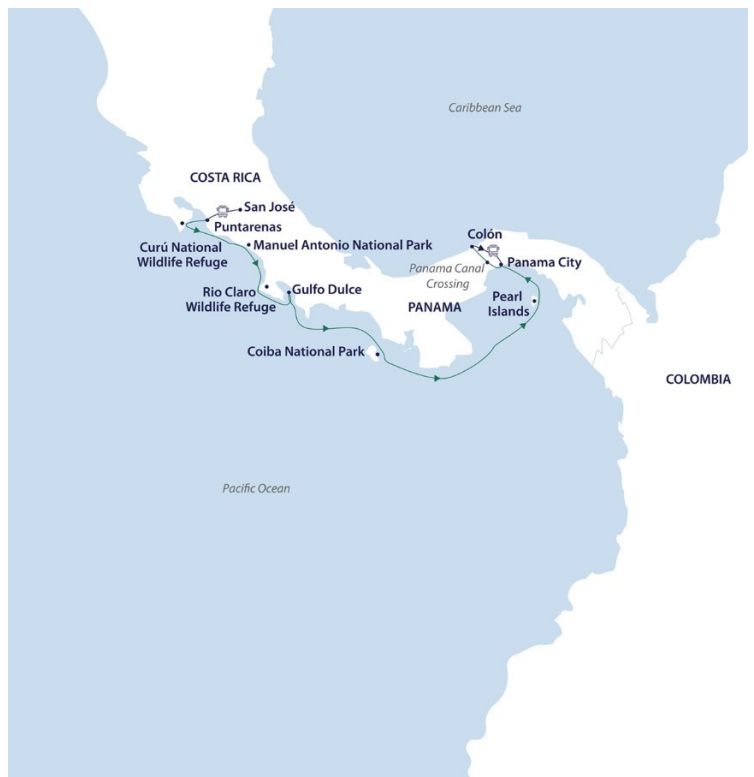 Caribbean Sea
COSTA RICA
San José
Puntarenas
Curú National
Wildlife Refuge
Manuel Antonio National Park
Rio Claro
Wildlife Refuge
Gulfo Dulce
Colón
Panama City
Panama Canal
Crossing
Pearl
Islands
PANAMA
Coiba National Park
COLOMBIA
Pacific Ocean